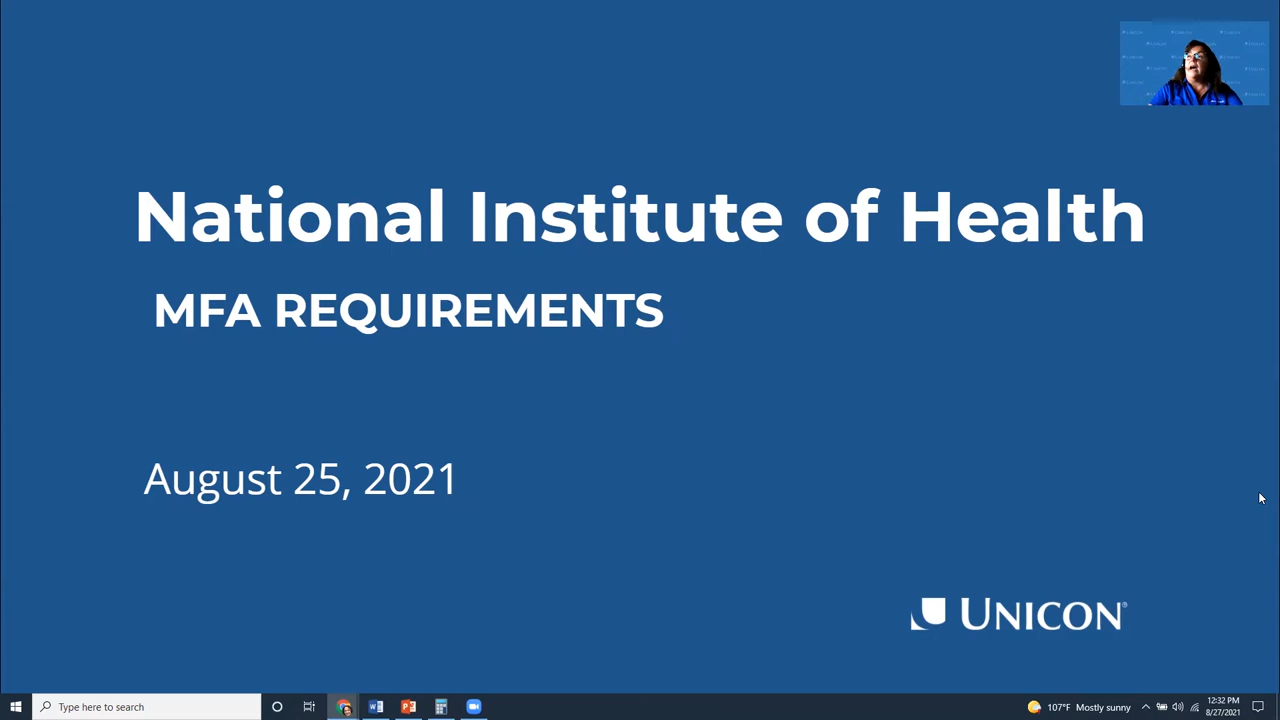 National Institute of Health
MFA REQUIREMENTS
August 25, 2021
UNICON®
Type here to search
107°F Mostly sunny
12:32 PM
8/27/2021